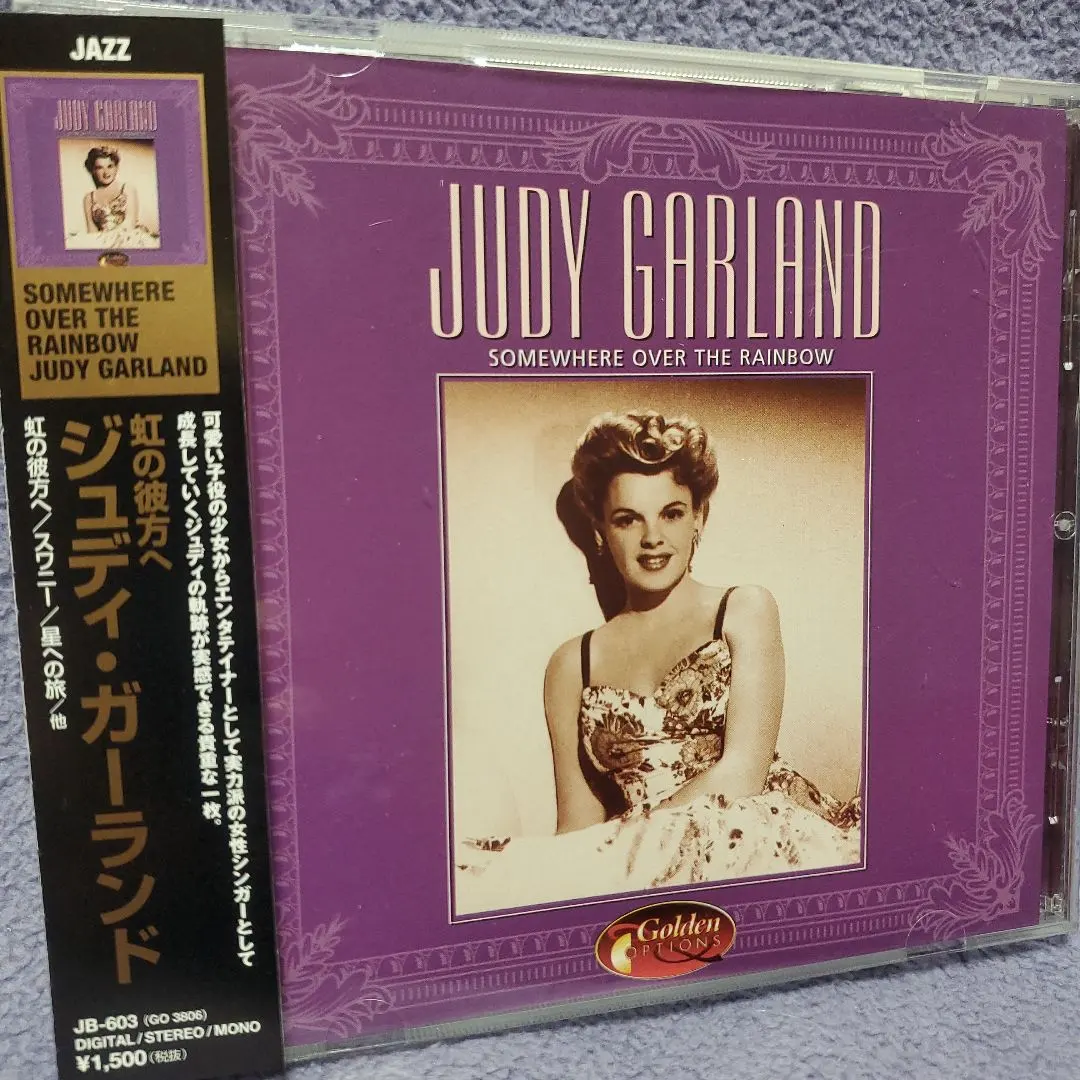 JAZZ
JUDY GARLAND
SOMEWHERE
OVER THE
RAINBOW
JUDY GARLAND
可愛い子役の少女からエンタテイナーとして実力派の女性シンガーとして
成長していくジュディの軌跡が実感できる貴重な一枚。
虹の彼方へ
ジュディ・ガーランド
虹の彼方へ/スワニー/星への旅/他
JB-603 (GO 3806)
DIGITAL/STEREO/MONO
¥1,500(税抜)
JUDY GARLAND
SOMEWHERE OVER THE RAINBOW
Golden
OPTIONS